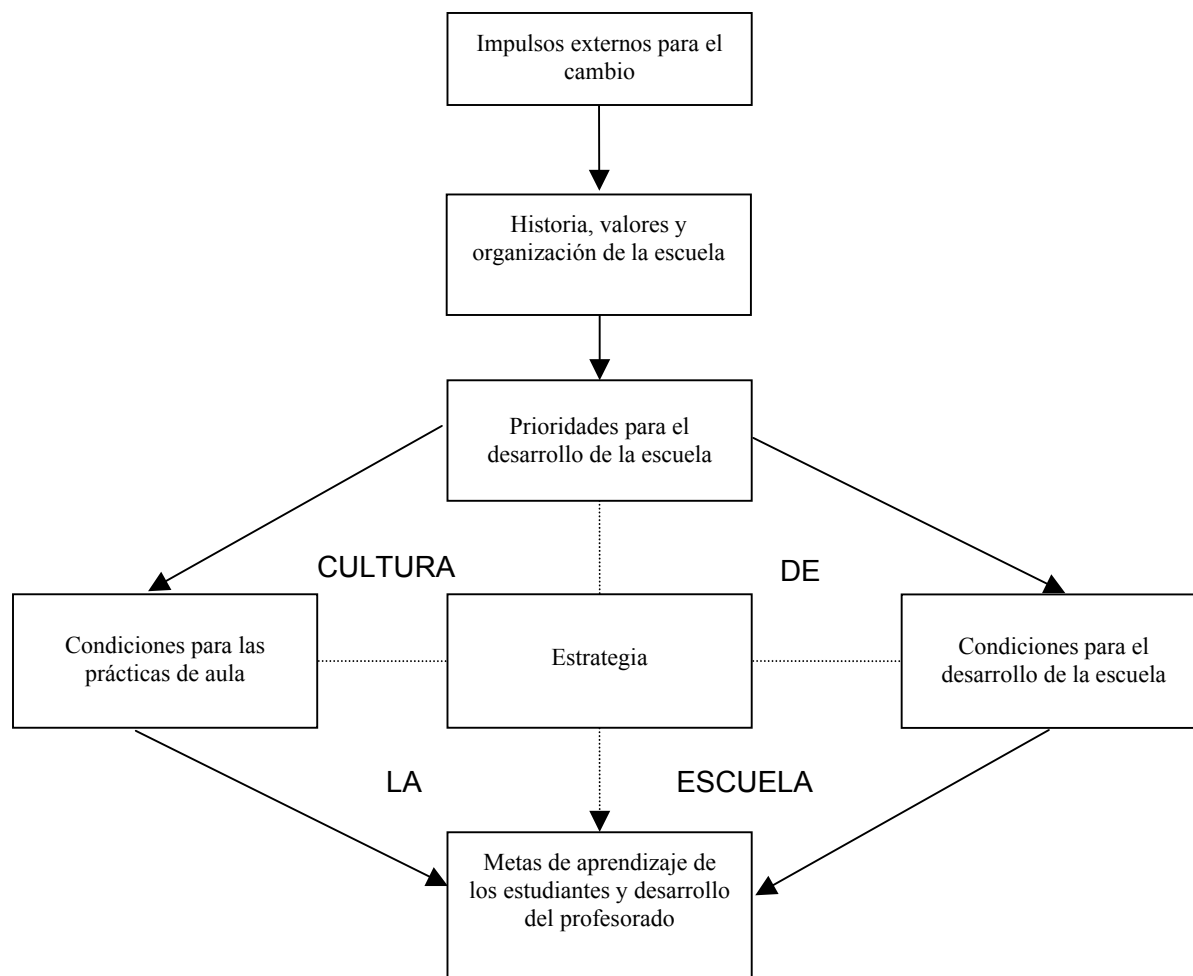 Impulsos externos para el
cambio
Historia, valores y
organización de la escuela
Prioridades para el
desarrollo de la escuela
CULTURA
DE
Condiciones para las
prácticas de aula
Estrategia
Condiciones para el
desarrollo de la escuela
LA
ESCUELA
Metas de aprendizaje de
los estudiantes y desarrollo
del profesorado